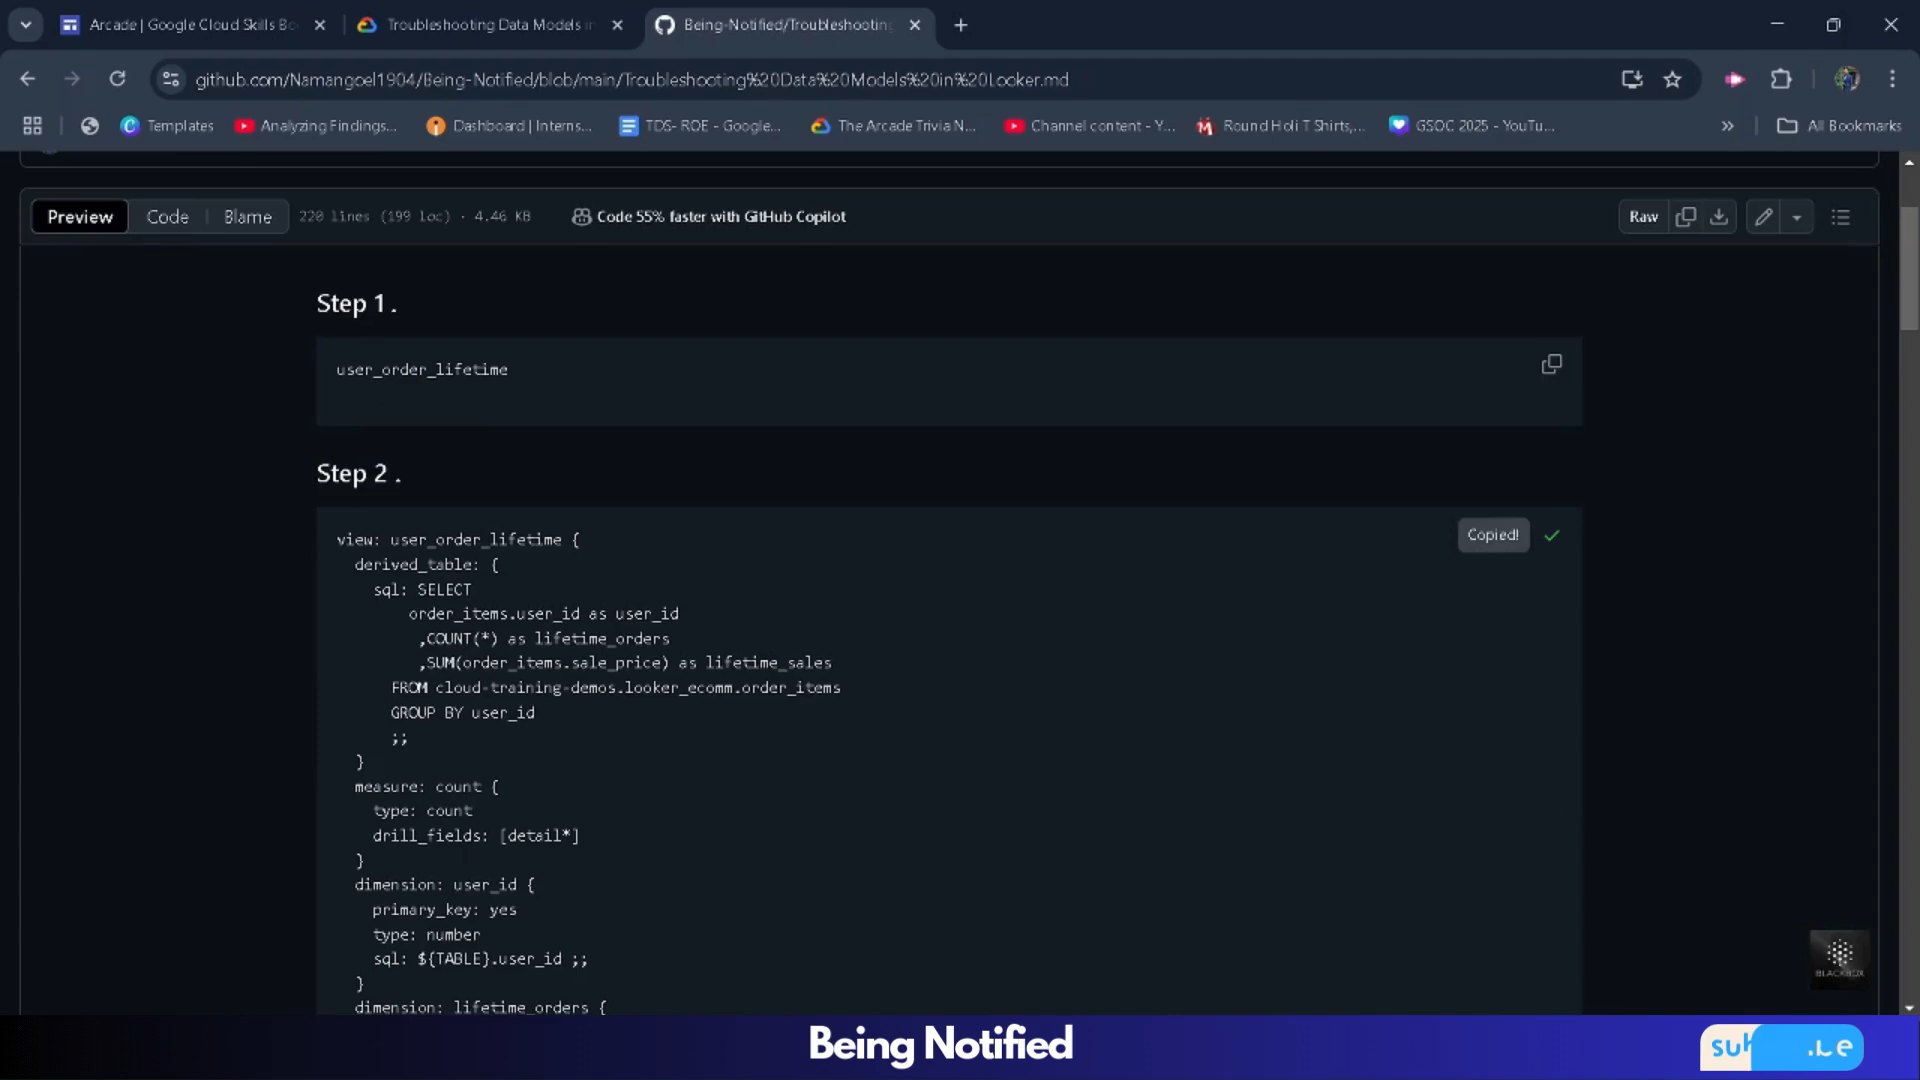 Arcade | Google Cloud Skills Bo
Troubleshooting Data Models in
Being-Notified/Troubleshooting
github.com/Namangoel1904/Being-Notified/blob/main/Troubleshooting%20Data%20Models%20in%20Looker.md
Templates
Analyzing Findings...
Dashboard | Interns...
TDS- ROE - Google...
The Arcade Trivia N...
Channel content - Y...
Round Holi T Shirts,...
GSOC 2025 - YouTu...
All Bookmarks
Preview
Code
Blame
220 lines (199 loc) · 4.46 KB
Code 55% faster with GitHub Copilot
Raw
Step 1 .
user_order_lifetime
Step 2 .
Copied!
view: user_order_lifetime {
derived_table: {
sql: SELECT
order_items.user_id as user_id
,COUNT(*) as lifetime_orders
,SUM(order_items.sale_price) as lifetime_sales
FROM cloud-training-demos.looker_ecomm.order_items
GROUP BY user_id
;;
}
measure: count {
type: count
drill_fields: [detail*]
}
dimension: user_id {
primary_key: yes
type: number
sql: ${TABLE}.user_id ;;
}
dimension: lifetime_orders {
BLACKBOX
Being Notified